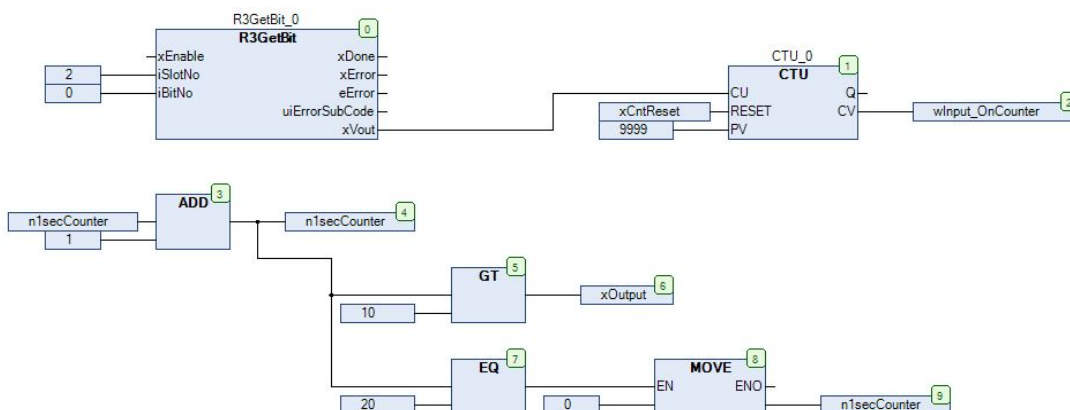 R3GetBit_0
0
R3GetBit
xEnable xDone
2 iSlotNo xError
0 iBitNo eError
uiErrorSubCode
xVout
CTU_0
1
CTU
CU Q
xCntReset RESET CV wInput_OnCounter 2
9999 PV
ADD 3
n1secCounter n1secCounter 4
1
GT 5
xOutput 6
10
EQ 7
MOVE 8
EN ENO
20 0 n1secCounter 9